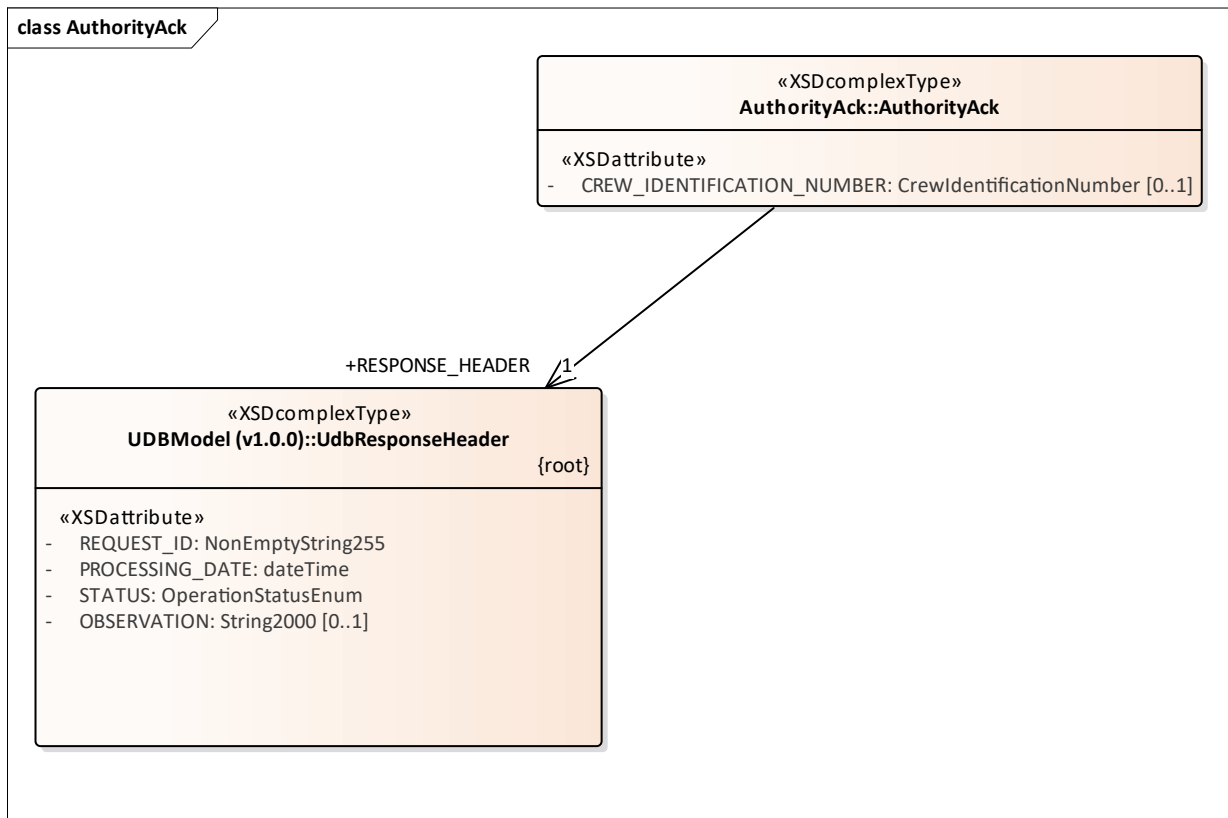 class AuthorityAck
«XSDcomplexType»
AuthorityAck::AuthorityAck
«XSDattribute»
- CREW_IDENTIFICATION_NUMBER: CrewIdentificationNumber [0..1]
+RESPONSE_HEADER 1
«XSDcomplexType»
UDBModel (v1.0.0)::UdbResponseHeader
{root}
«XSDattribute»
- REQUEST_ID: NonEmptyString255
- PROCESSING_DATE: dateTime
- STATUS: OperationStatusEnum
- OBSERVATION: String2000 [0..1]